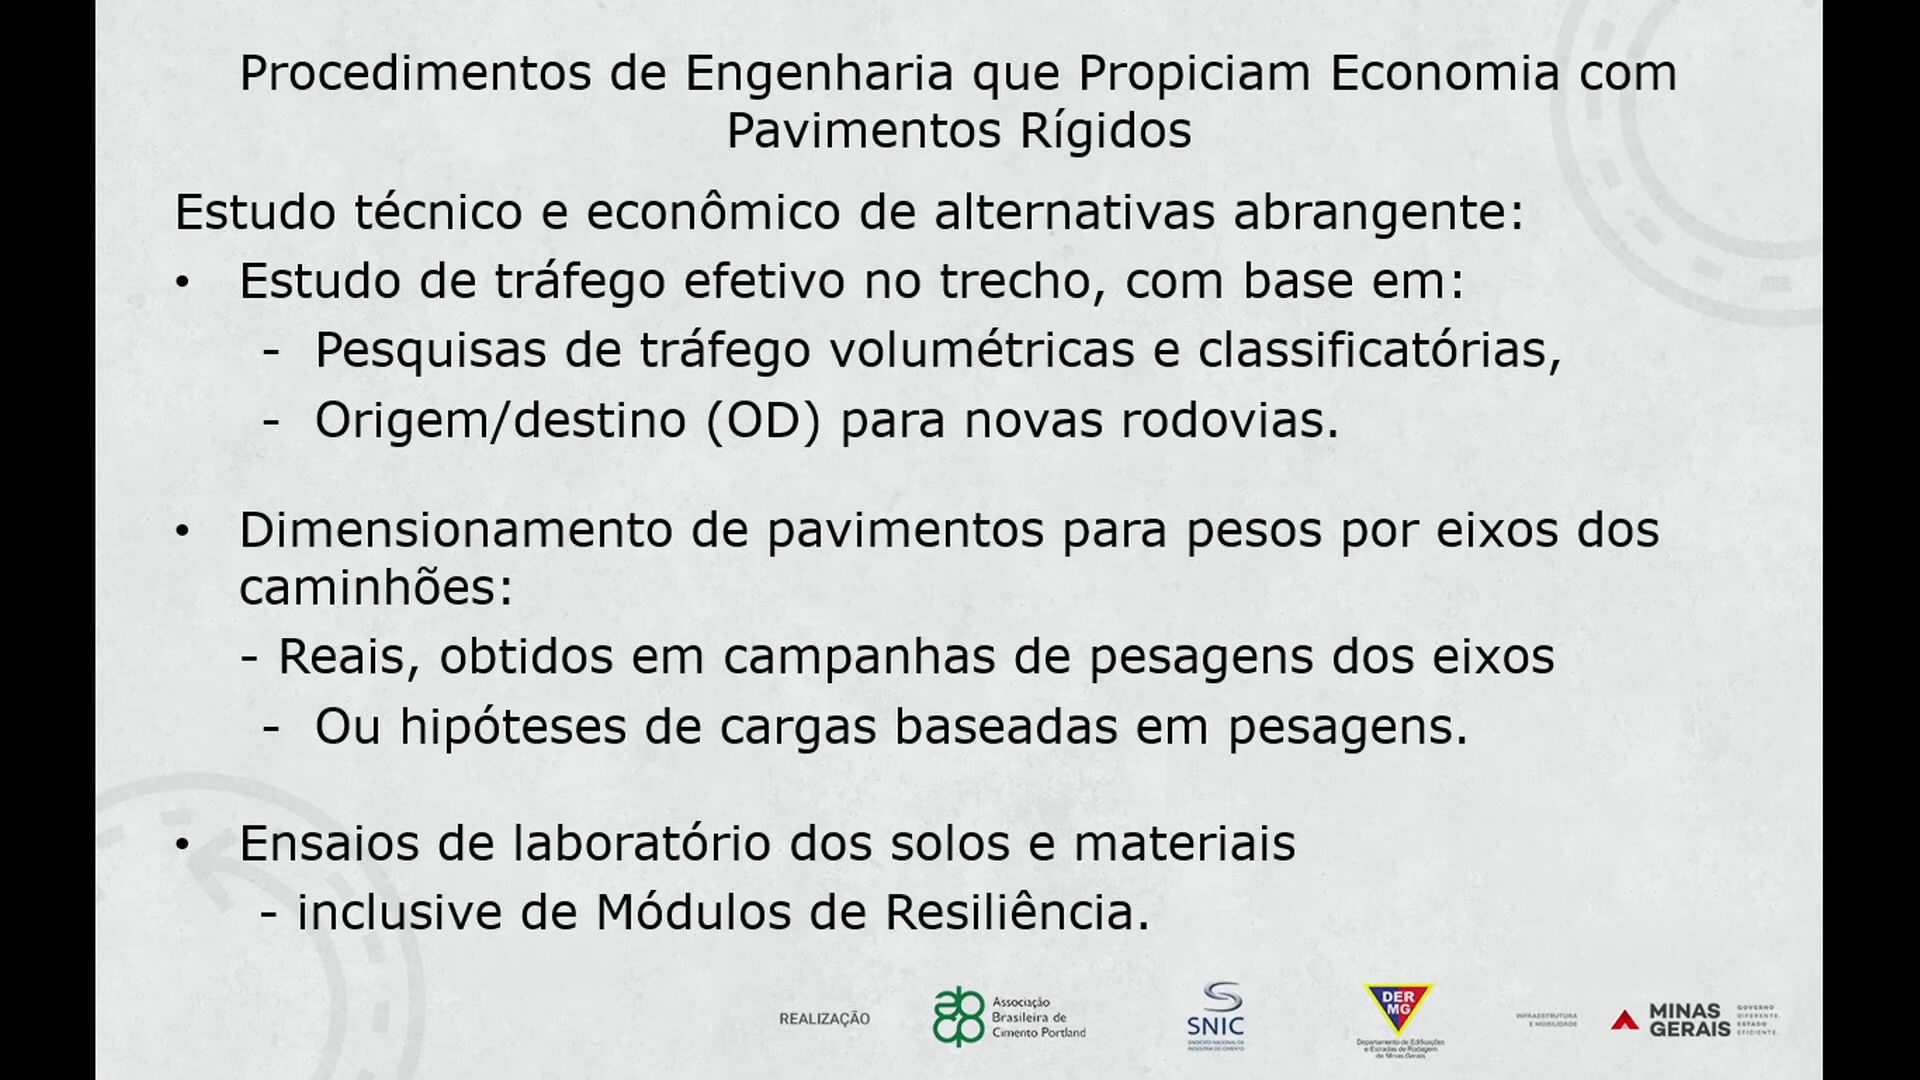 Procedimentos de Engenharia que Propiciam Economia com
Pavimentos Rígidos
Estudo técnico e econômico de alternativas abrangente:
• Estudo de tráfego efetivo no trecho, com base em:
- Pesquisas de tráfego volumétricas e classificatórias,
- Origem/destino (OD) para novas rodovias.
• Dimensionamento de pavimentos para pesos por eixos dos
caminhões:
- Reais, obtidos em campanhas de pesagens dos eixos
- Ou hipóteses de cargas baseadas em pesagens.
• Ensaios de laboratório dos solos e materiais
- inclusive de Módulos de Resiliência.
REALIZAÇÃO
Associação
Brasileira de
Cimento Portland
SNIC
SINDICATO NACIONAL DA
INDÚSTRIA DO CIMENTO
DER
MG
Departamento de Edificações
e Estradas de Rodagem
de Minas Gerais
INFRAESTRUTURA
E MOBILIDADE
MINAS
GERAIS
GOVERNO
DIFERENTE.
ESTADO
EFICIENTE.